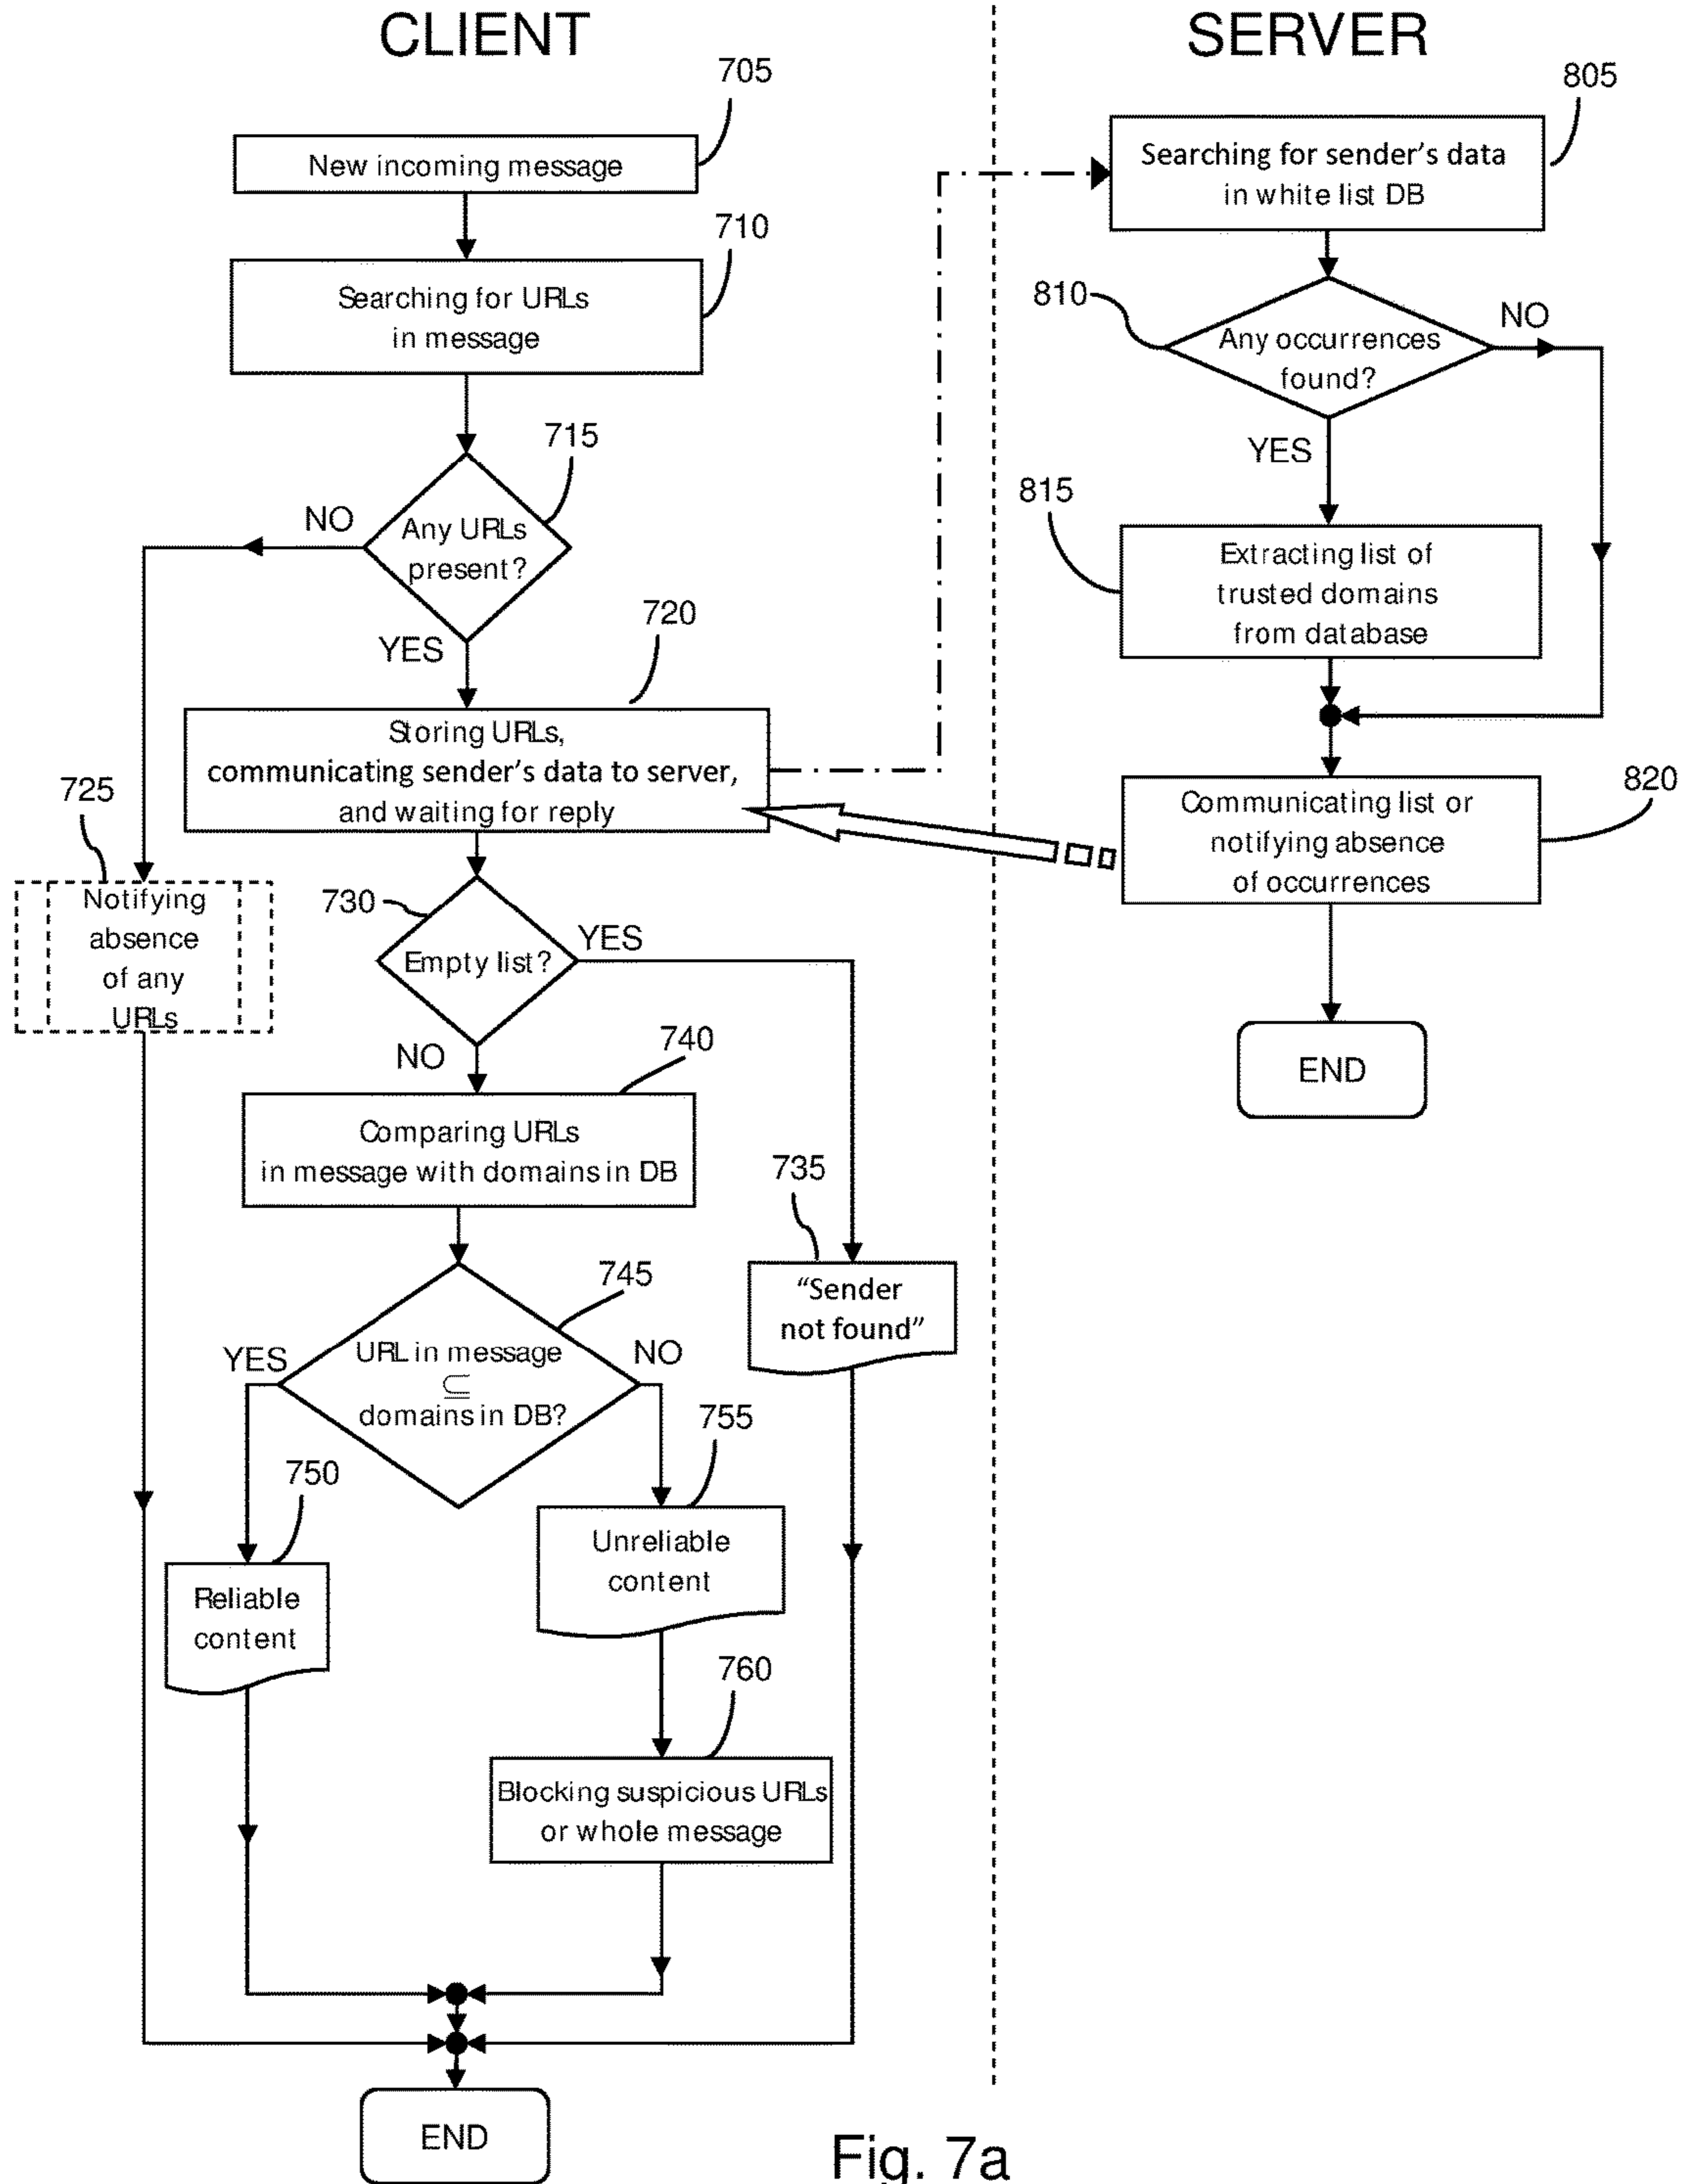 CLIENT
705
New incoming message
710
Searching for URLs
in message
715
Any URLs
present?
NO
YES
720
Storing URLs,
communicating sender's data to server,
and waiting for reply
725
Notifying
absence
of any
URLs
730
Empty list?
YES
NO
740
Comparing URLs
in message with domains in DB
735
“Sender
not found”
745
URL in message
⊆
domains in DB?
YES
NO
750
Reliable
content
755
Unreliable
content
760
Blocking suspicious URLs
or whole message
END
SERVER
805
Searching for sender's data
in white list DB
810
Any occurrences
found?
NO
YES
815
Extracting list of
trusted domains
from database
820
Communicating list or
notifying absence
of occurrences
END
Fig. 7a